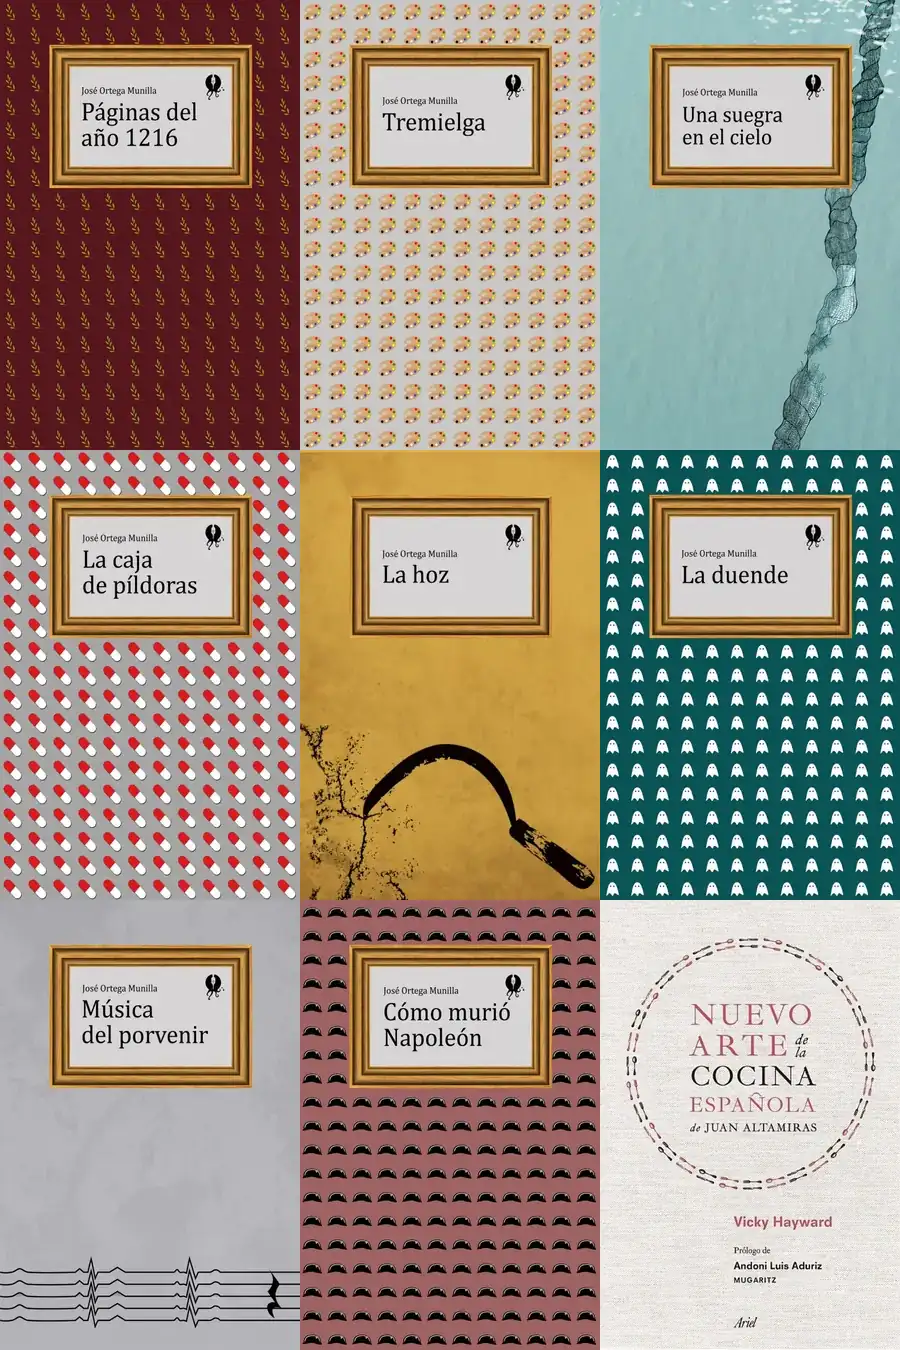 José Ortega Munilla
Páginas del
año 1216
José Ortega Munilla
Tremielga
José Ortega Munilla
Una suegra
en el cielo
José Ortega Munilla
La caja
de píldoras
José Ortega Munilla
La hoz
José Ortega Munilla
La duende
José Ortega Munilla
Música
del porvenir
José Ortega Munilla
Cómo murió
Napoleón
NUEVO
ARTE de la
COCINA
ESPAÑOLA
de JUAN ALTAMIRAS
Vicky Hayward
Prólogo de
Andoni Luis Aduriz
MUGARITZ
Ariel